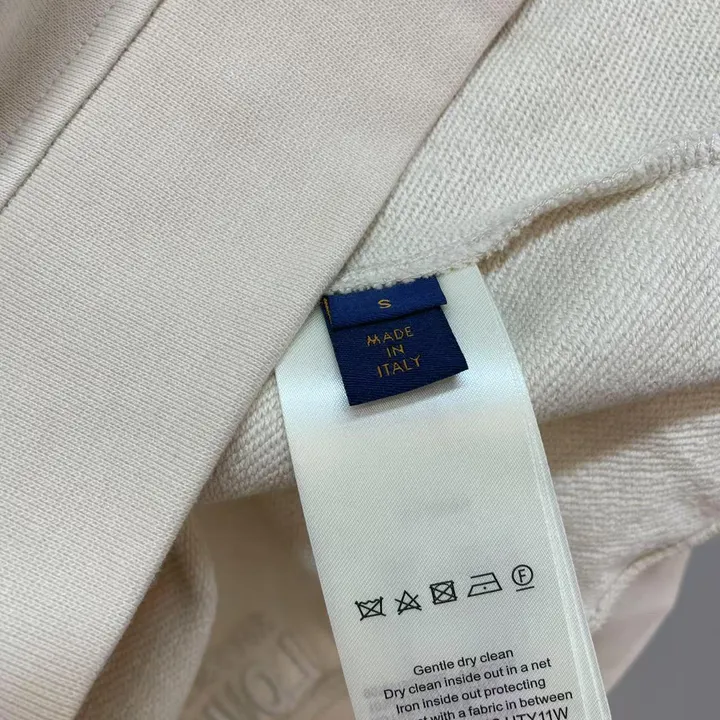 S
MADE
IN
ITALY
F
Gentle dry clean
Dry clean inside out in a net
Iron inside out protecting
with a fabric in between